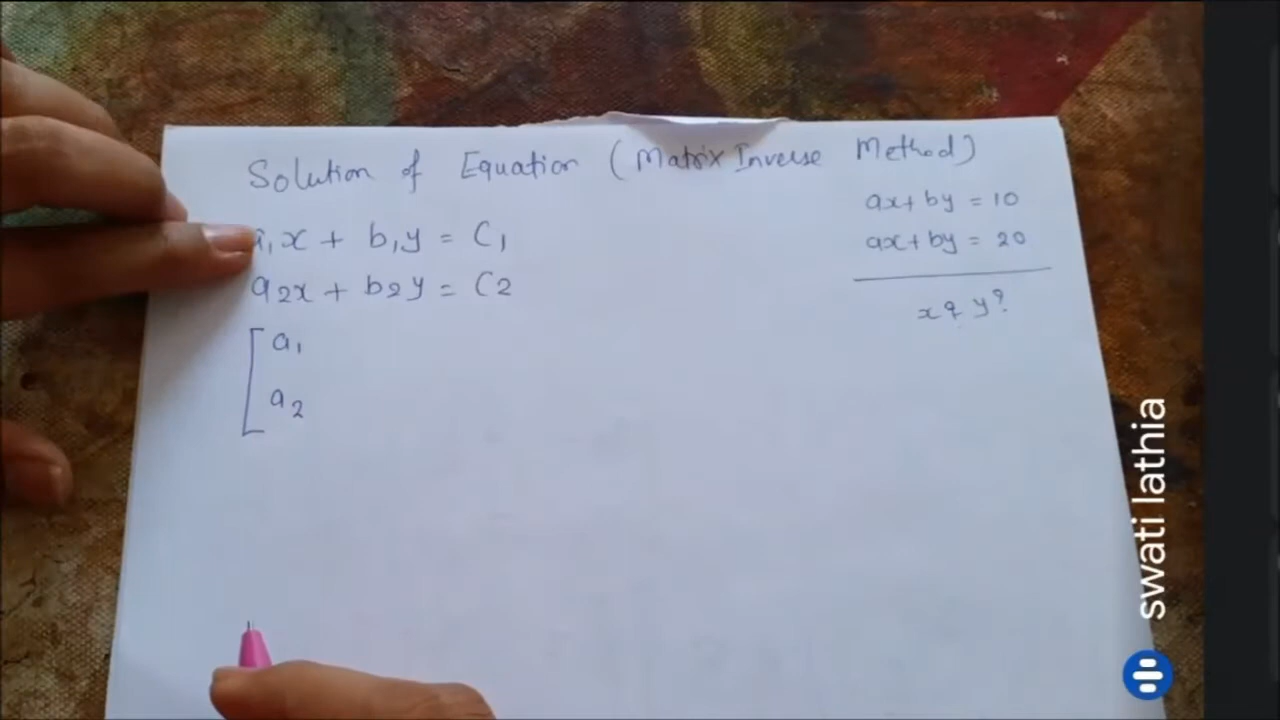 Solution of Equation (Matrix Inverse Method)
a₁x + b₁y = C₁
a2x + b2y = C2
[a₁
a2
ax + by = 10
ax + by = 20
x & y?
swati lathia